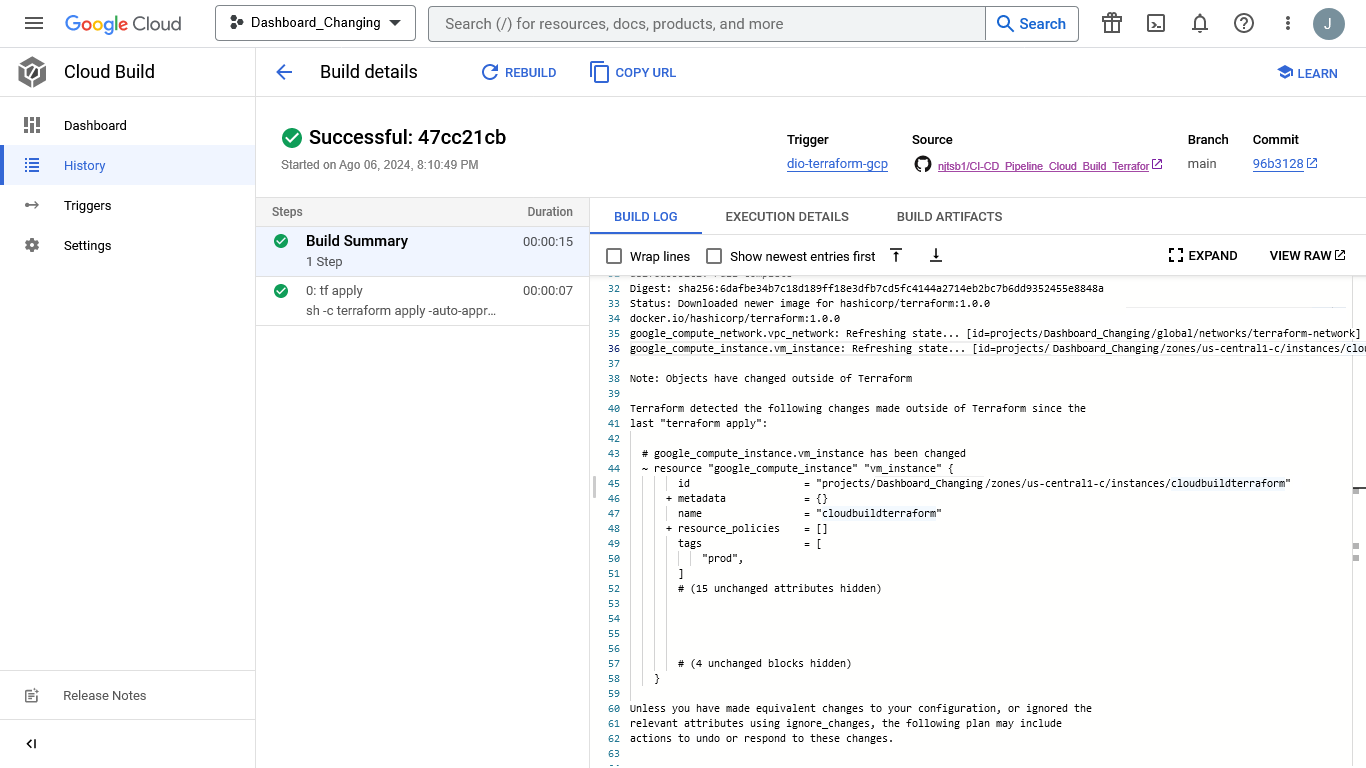 Google Cloud
Dashboard_Changing
Search (/) for resources, docs, products, and more
Search
J
Cloud Build
Build details
REBUILD
COPY URL
LEARN
Dashboard
History
Triggers
Settings
Release Notes
Successful: 47cc21cb
Started on Ago 06, 2024, 8:10:49 PM
Trigger
dio-terraform-gcp
Source
njtsb1/CI-CD_Pipeline_Cloud_Build_Terrafor
Branch
main
Commit
96b3128
Steps Duration
Build Summary 00:00:15
1 Step
0: tf apply 00:00:07
sh -c terraform apply -auto-appr…
BUILD LOG EXECUTION DETAILS BUILD ARTIFACTS
Wrap lines Show newest entries first EXPAND VIEW RAW
32 Digest: sha256:6dafbe34b7c18d189ff18e3dfb7cd5fc4144a2714eb2bc7b6dd9352455e8848a
33 Status: Downloaded newer image for hashicorp/terraform:1.0.0
34 docker.io/hashicorp/terraform:1.0.0
35 google_compute_network.vpc_network: Refreshing state... [id=projects/Dashboard_Changing/global/networks/terraform-network]
36 google_compute_instance.vm_instance: Refreshing state... [id=projects/ Dashboard_Changing/zones/us-central1-c/instances/clou
37
38 Note: Objects have changed outside of Terraform
39
40 Terraform detected the following changes made outside of Terraform since the
41 last "terraform apply":
42
43 # google_compute_instance.vm_instance has been changed
44 ~ resource "google_compute_instance" "vm_instance" {
45 id = "projects/Dashboard_Changing/zones/us-central1-c/instances/cloudbuildterraform"
46 + metadata = {}
47 name = "cloudbuildterraform"
48 + resource_policies = []
49 tags = [
50 "prod",
51 ]
52 # (15 unchanged attributes hidden)
53
54
55
56
57 # (4 unchanged blocks hidden)
58 }
59
60 Unless you have made equivalent changes to your configuration, or ignored the
61 relevant attributes using ignore_changes, the following plan may include
62 actions to undo or respond to these changes.
63